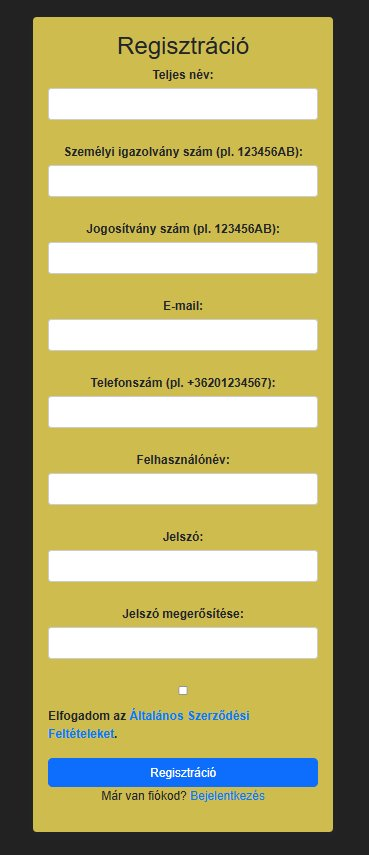 Regisztráció
Teljes név:
Személyi igazolvány szám (pl. 123456AB):
Jogosítvány szám (pl. 123456AB):
E-mail:
Telefonszám (pl. +36201234567):
Felhasználónév:
Jelszó:
Jelszó megerősítése:
Elfogadom az Általános Szerződési
Feltételeket.
Regisztráció
Már van fiókod? Bejelentkezés